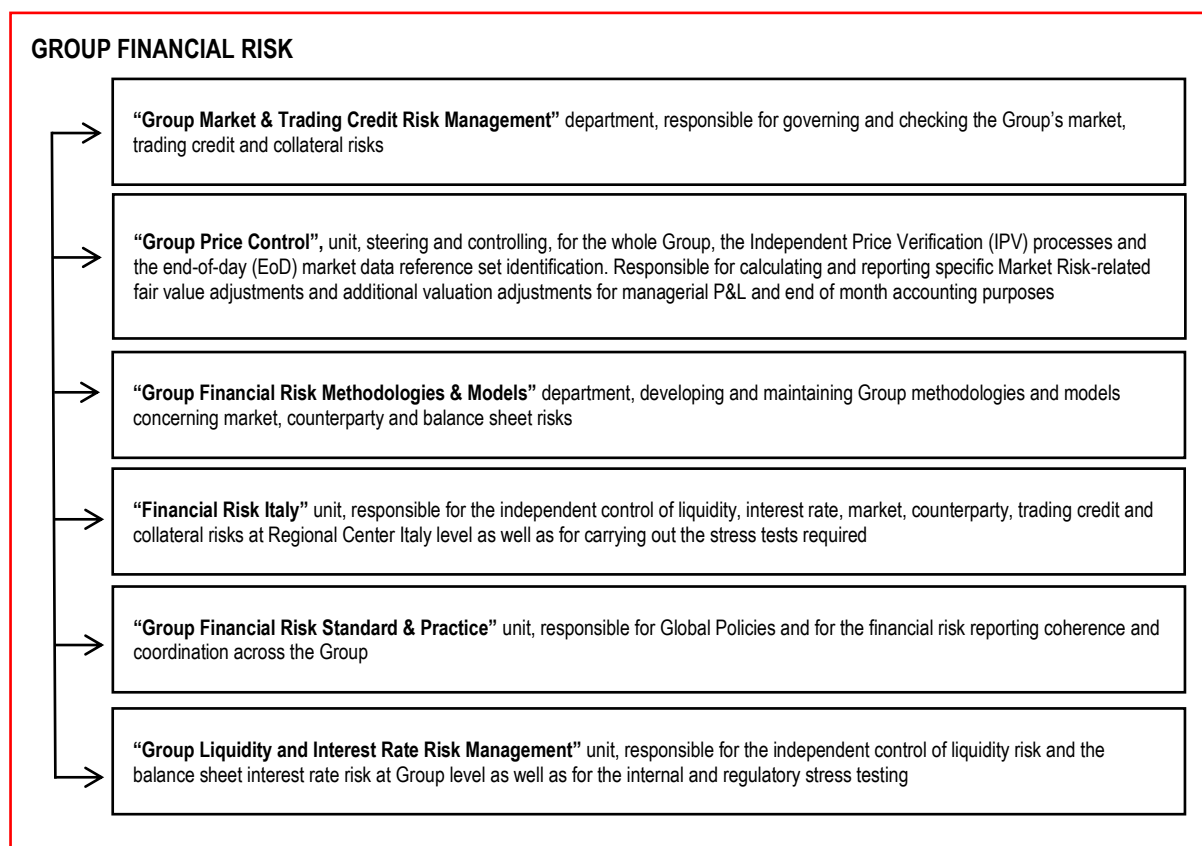 GROUP FINANCIAL RISK
“Group Market & Trading Credit Risk Management” department, responsible for governing and checking the Group’s market,
trading credit and collateral risks
“Group Price Control”, unit, steering and controlling, for the whole Group, the Independent Price Verification (IPV) processes and
the end-of-day (EoD) market data reference set identification. Responsible for calculating and reporting specific Market Risk-related
fair value adjustments and additional valuation adjustments for managerial P&L and end of month accounting purposes
“Group Financial Risk Methodologies & Models” department, developing and maintaining Group methodologies and models
concerning market, counterparty and balance sheet risks
“Financial Risk Italy” unit, responsible for the independent control of liquidity, interest rate, market, counterparty, trading credit and
collateral risks at Regional Center Italy level as well as for carrying out the stress tests required
“Group Financial Risk Standard & Practice” unit, responsible for Global Policies and for the financial risk reporting coherence and
coordination across the Group
“Group Liquidity and Interest Rate Risk Management” unit, responsible for the independent control of liquidity risk and the
balance sheet interest rate risk at Group level as well as for the internal and regulatory stress testing